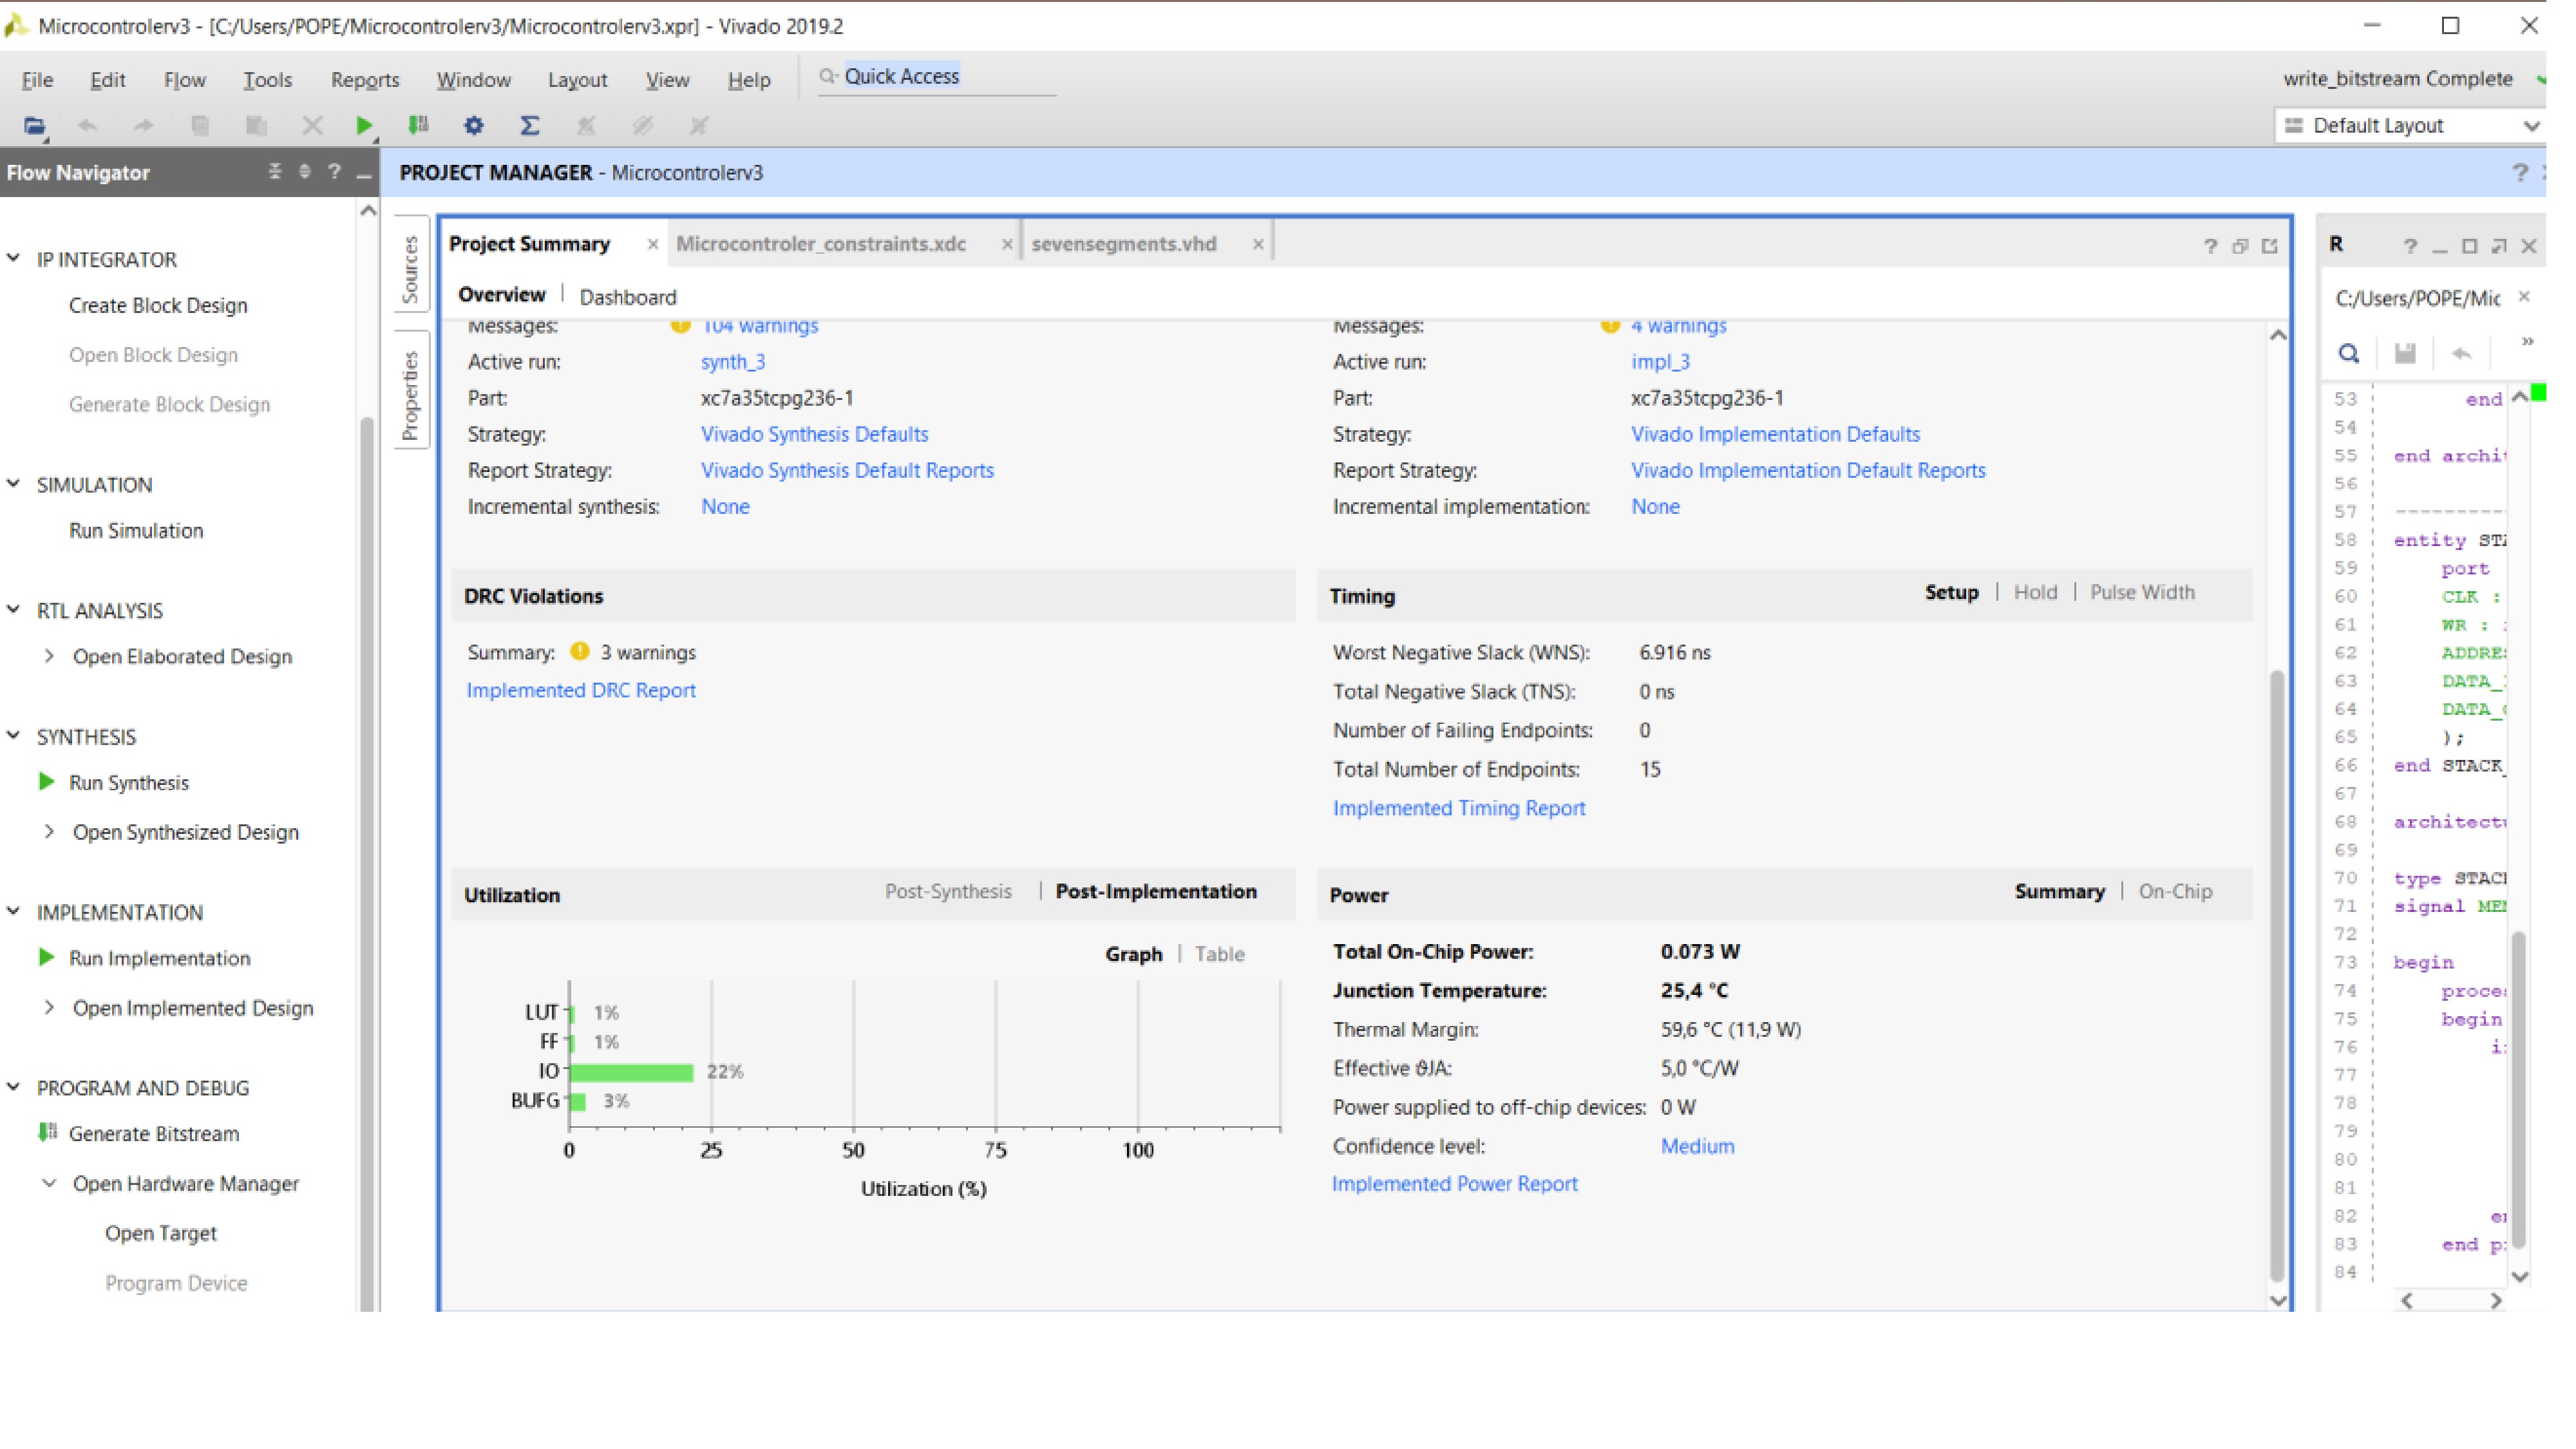 Microcontrolerv3 - [C:/Users/POPE/Microcontrolerv3/Microcontrolerv3.xpr] - Vivado 2019.2
File Edit Flow Tools Reports Window Layout View Help Quick Access
write_bitstream Complete
Default Layout
Flow Navigator
IP INTEGRATOR
Create Block Design
Open Block Design
Generate Block Design
SIMULATION
Run Simulation
RTL ANALYSIS
Open Elaborated Design
SYNTHESIS
Run Synthesis
Open Synthesized Design
IMPLEMENTATION
Run Implementation
Open Implemented Design
PROGRAM AND DEBUG
Generate Bitstream
Open Hardware Manager
Open Target
Program Device
PROJECT MANAGER - Microcontrolerv3
Sources
Properties
Project Summary
Microcontroler_constraints.xdc
sevensegments.vhd
Overview | Dashboard
Messages: 104 warnings
Active run: synth_3
Part: xc7a35tcpg236-1
Strategy: Vivado Synthesis Defaults
Report Strategy: Vivado Synthesis Default Reports
Incremental synthesis: None
Messages: 4 warnings
Active run: impl_3
Part: xc7a35tcpg236-1
Strategy: Vivado Implementation Defaults
Report Strategy: Vivado Implementation Default Reports
Incremental implementation: None
DRC Violations
Summary: 3 warnings
Implemented DRC Report
Timing
Setup | Hold | Pulse Width
Worst Negative Slack (WNS): 6.916 ns
Total Negative Slack (TNS): 0 ns
Number of Failing Endpoints: 0
Total Number of Endpoints: 15
Implemented Timing Report
Utilization
Post-Synthesis | Post-Implementation
Graph | Table
LUT 1%
FF 1%
IO 22%
BUFG 3%
0 25 50 75 100
Utilization (%)
Power
Summary | On-Chip
Total On-Chip Power: 0.073 W
Junction Temperature: 25,4 °C
Thermal Margin: 59,6 °C (11,9 W)
Effective ϑJA: 5,0 °C/W
Power supplied to off-chip devices: 0 W
Confidence level: Medium
Implemented Power Report
R
C:/Users/POPE/Mic
53 end
54
55 end archit
56
57 ----------
58 entity STA
59 port
60 CLK :
61 WR :
62 ADDRES
63 DATA_
64 DATA_
65 );
66 end STACK_
67
68 architectu
69
70 type STACK
71 signal MEM
72
73 begin
74 proces
75 begin
76 i
77
78
79
80
81
82 en
83 end p
84